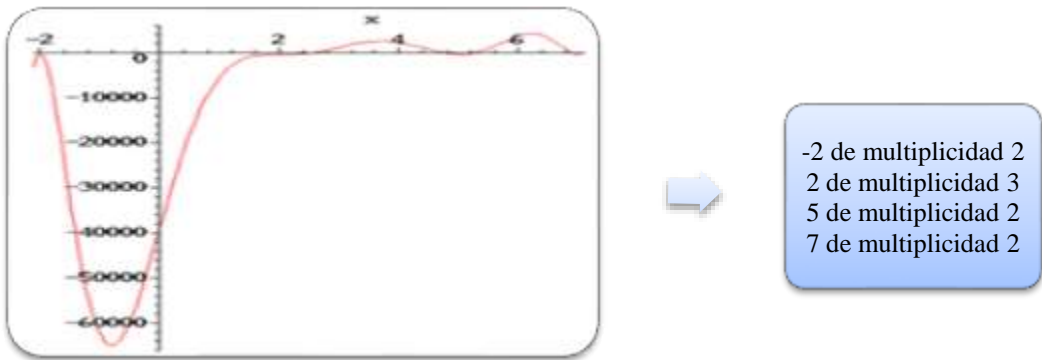 x
-2 2 4 6
0
-10000
-20000
-30000
-40000
-50000
-60000
-2 de multiplicidad 2
2 de multiplicidad 3
5 de multiplicidad 2
7 de multiplicidad 2